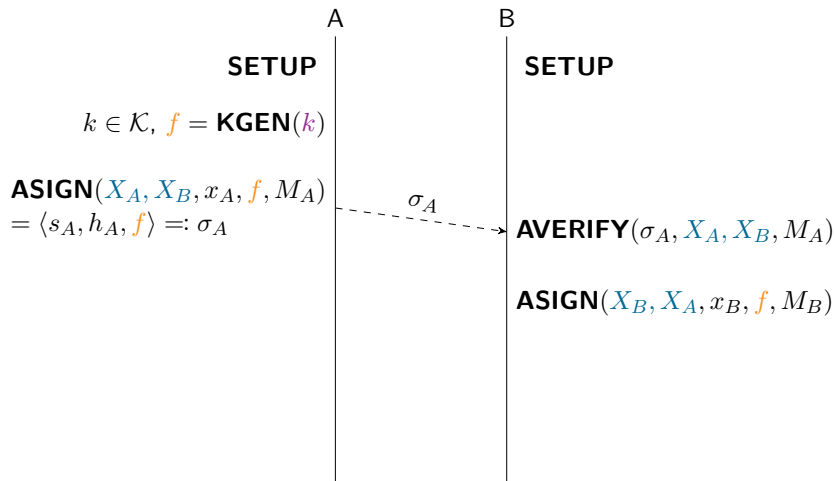 A B
SETUP SETUP
k ∈ 𝒦, f = KGEN(k)
ASIGN(X_A, X_B, x_A, f, M_A)
= ⟨s_A, h_A, f⟩ =: σ_A
σ_A
AVERIFY(σ_A, X_A, X_B, M_A)
ASIGN(X_B, X_A, x_B, f, M_B)